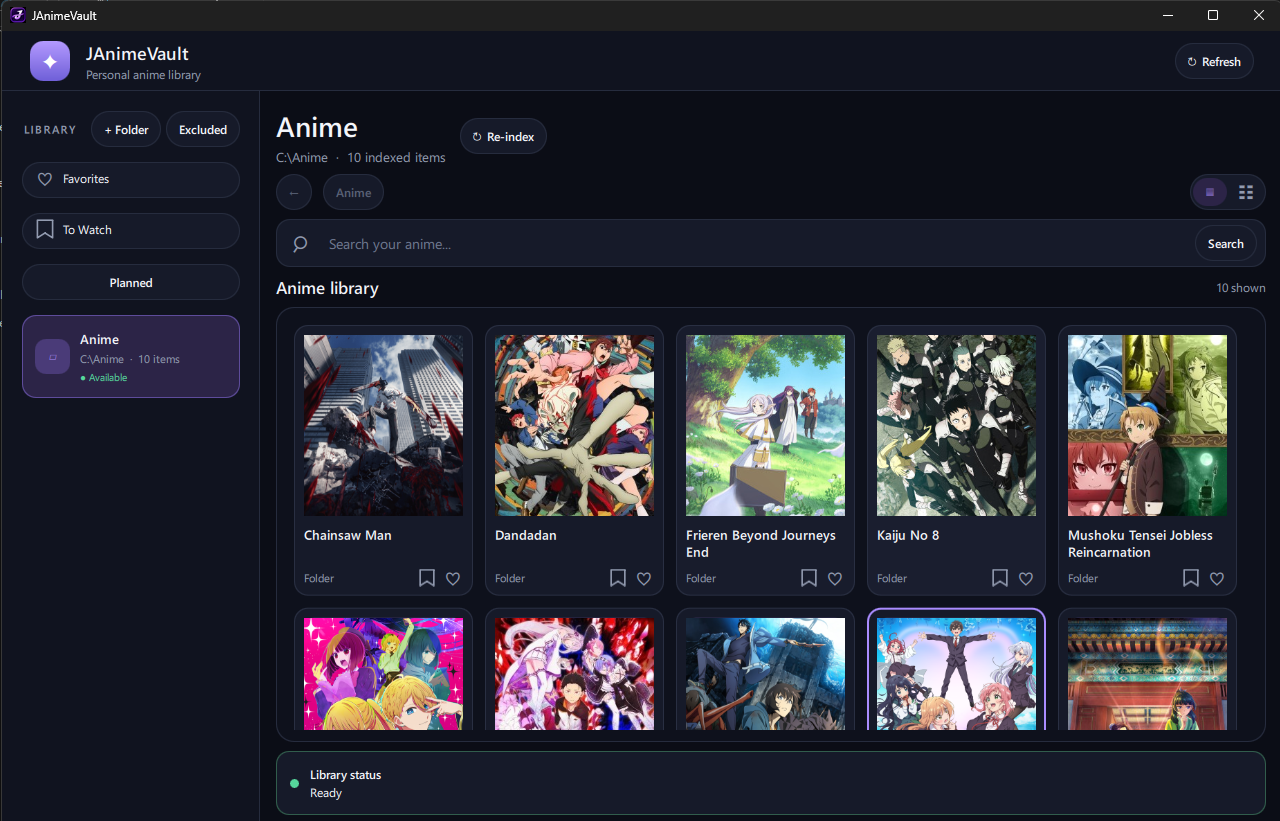 JAnimeVault
JAnimeVault
Personal anime library
↻ Refresh
LIBRARY
+ Folder
Excluded
Favorites
To Watch
Planned
Anime
C:\Anime · 10 items
● Available
Anime
C:\Anime · 10 indexed items
↻ Re-index
← Anime
Search your anime...
Search
Anime library
10 shown
Chainsaw Man
Folder
Dandadan
Folder
Frieren Beyond Journeys
End
Folder
Kaiju No 8
Folder
Mushoku Tensei Jobless
Reincarnation
Folder
Library status
Ready